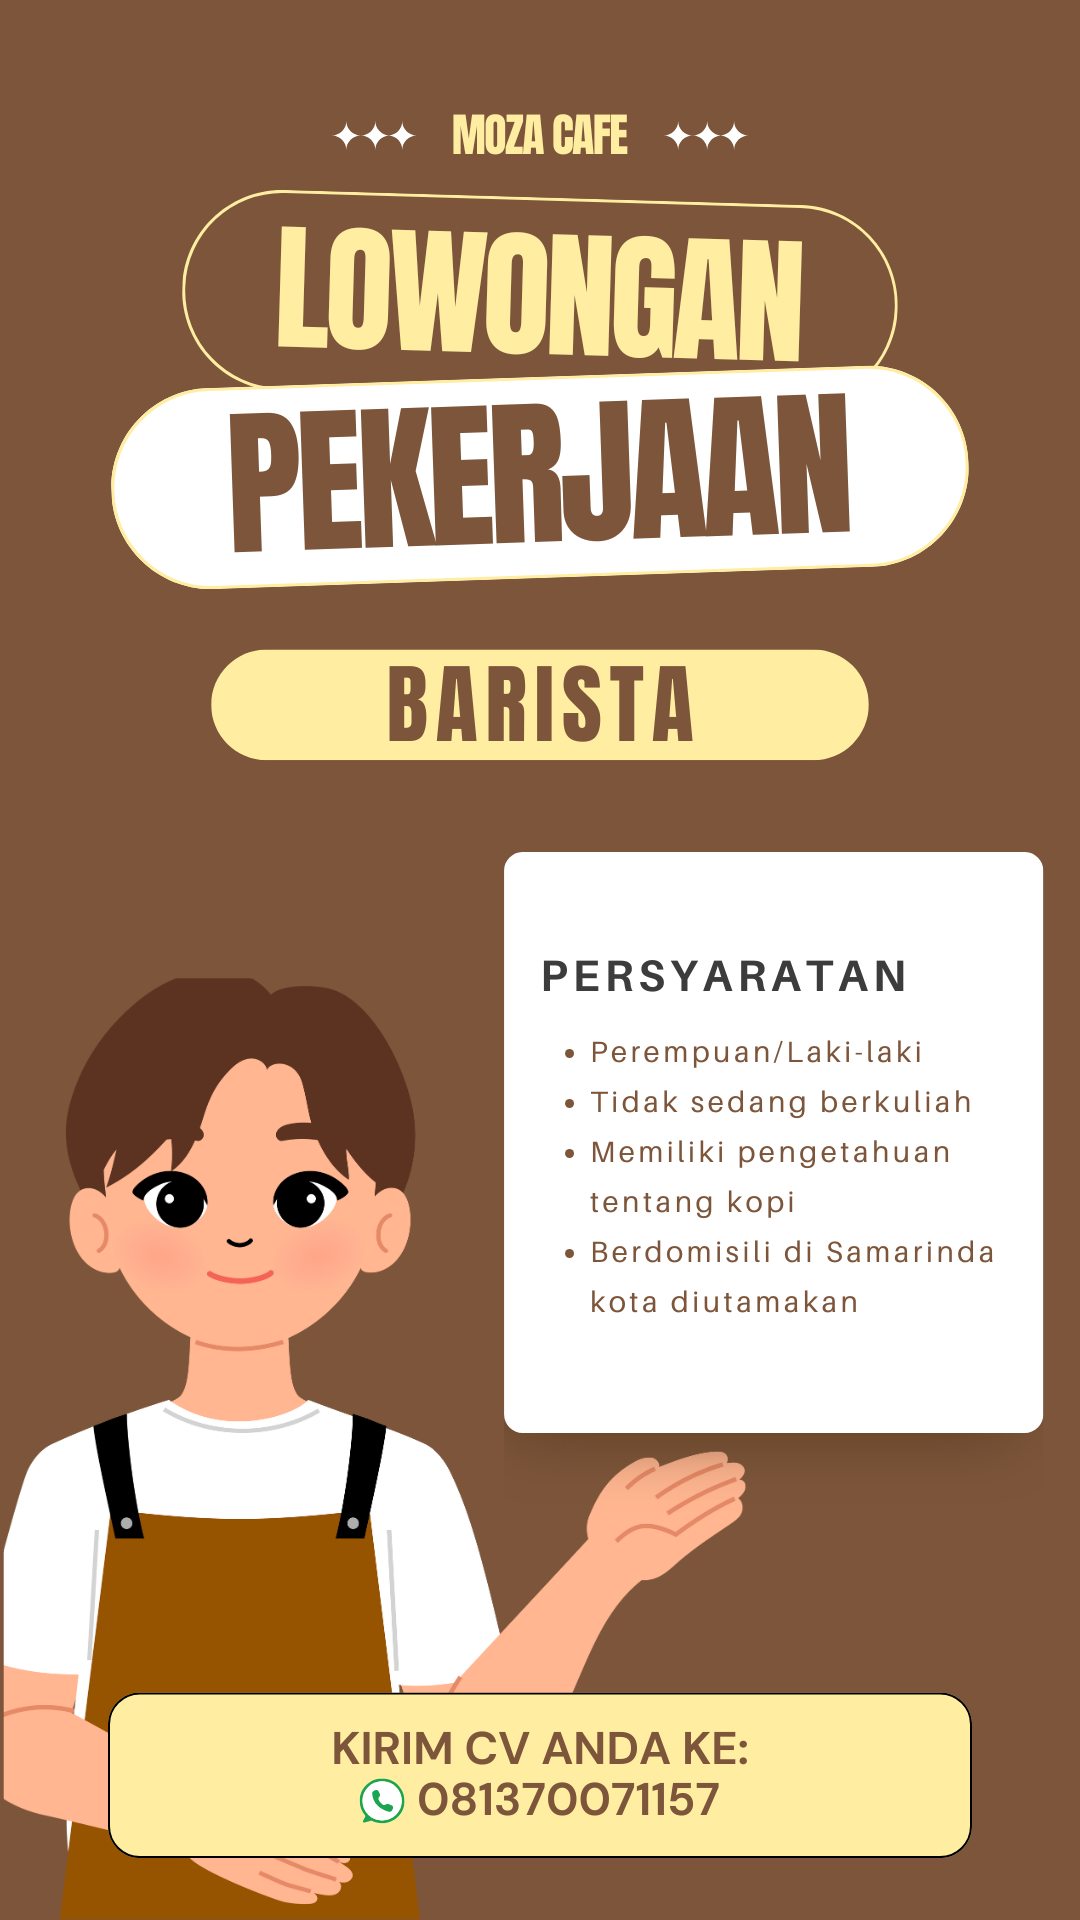 MOZA CAFE
LOWONGAN
PEKERJAAN
BARISTA
PERSYARATAN
• Perempuan/Laki-laki
• Tidak sedang berkuliah
• Memiliki pengetahuan
tentang kopi
• Berdomisili di Samarinda
kota diutamakan
KIRIM CV ANDA KE:
081370071157